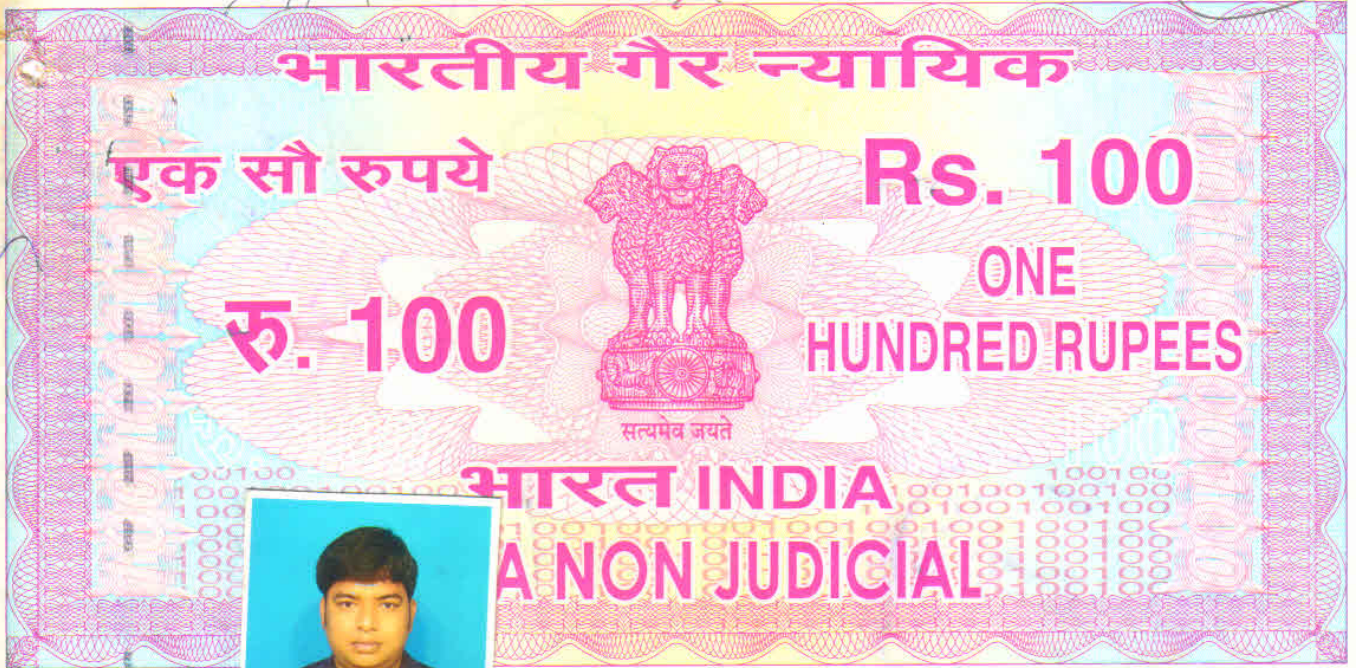 भारतीय गैर न्यायिक
एक सौ रुपये
Rs. 100
रु. 100
ONE
HUNDRED RUPEES
सत्यमेव जयते
भारत INDIA
A NON JUDICIAL